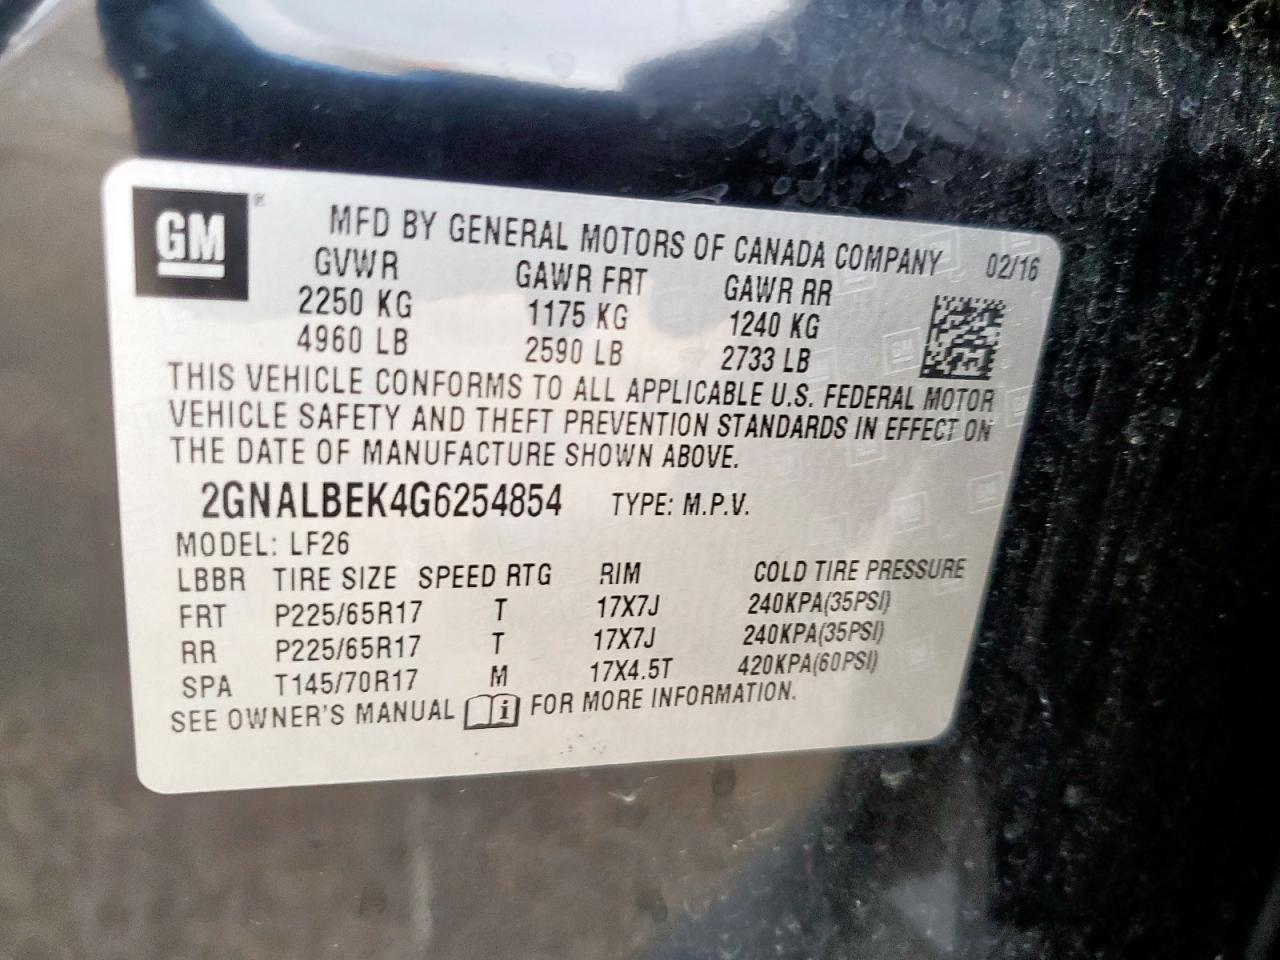 GM ®
MFD BY GENERAL MOTORS OF CANADA COMPANY 02/16
GVWR GAWR FRT GAWR RR
2250 KG 1175 KG 1240 KG
4960 LB 2590 LB 2733 LB
THIS VEHICLE CONFORMS TO ALL APPLICABLE U.S. FEDERAL MOTOR
VEHICLE SAFETY AND THEFT PREVENTION STANDARDS IN EFFECT ON
THE DATE OF MANUFACTURE SHOWN ABOVE.
2GNALBEK4G6254854 TYPE: M.P.V.
MODEL: LF26
LBBR TIRE SIZE SPEED RTG RIM COLD TIRE PRESSURE
FRT P225/65R17 T 17X7J 240KPA(35PSI)
RR P225/65R17 T 17X7J 240KPA(35PSI)
SPA T145/70R17 M 17X4.5T 420KPA(60PSI)
SEE OWNER'S MANUAL i FOR MORE INFORMATION.